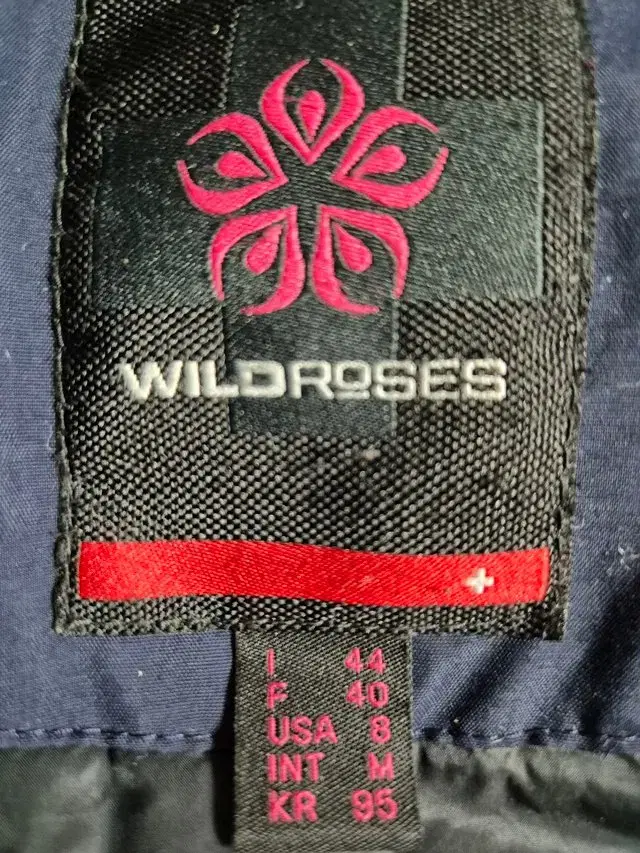 WILDROSES
I 44
F 40
USA 8
INT M
KR 95